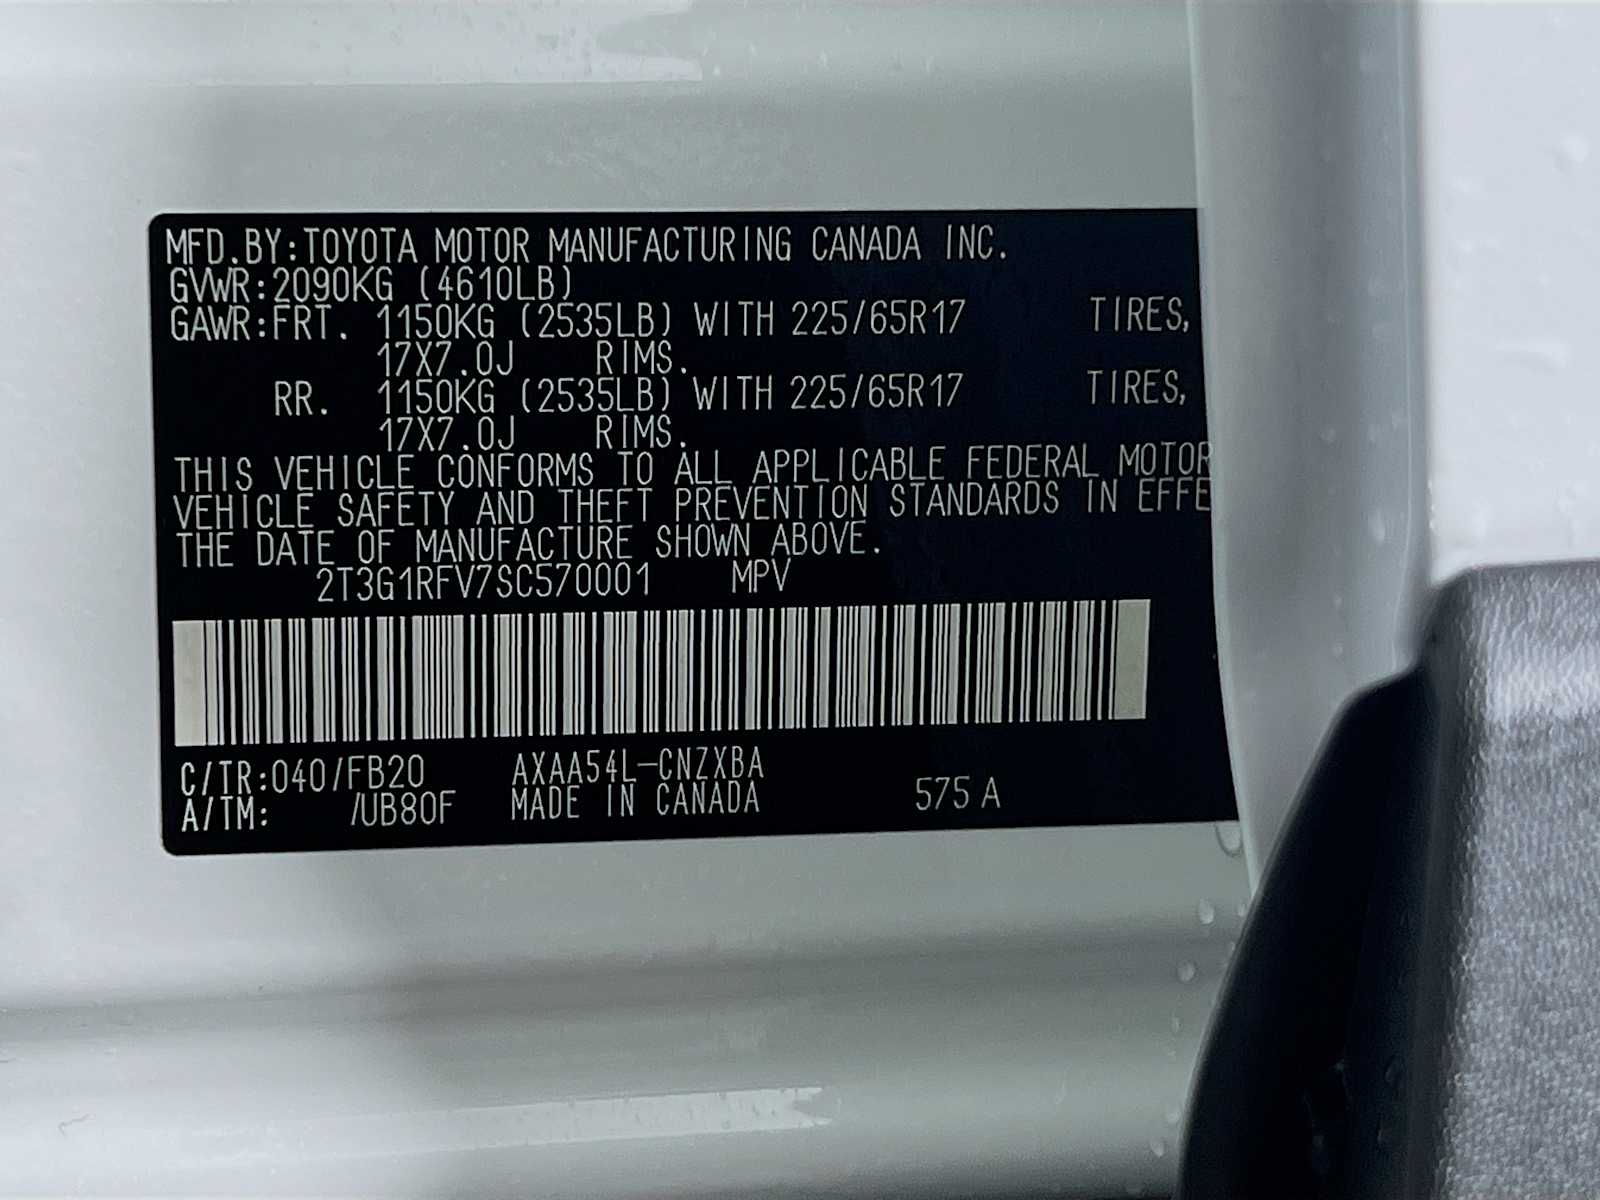 MFD.BY:TOYOTA MOTOR MANUFACTURING CANADA INC.
GVWR:2090KG (4610LB)
GAWR:FRT. 1150KG (2535LB) WITH 225/65R17 TIRES,
17X7.0J RIMS.
RR. 1150KG (2535LB) WITH 225/65R17 TIRES,
17X7.0J RIMS.
THIS VEHICLE CONFORMS TO ALL APPLICABLE FEDERAL MOTOR
VEHICLE SAFETY AND THEFT PREVENTION STANDARDS IN EFFE
THE DATE OF MANUFACTURE SHOWN ABOVE.
2T3G1RFV7SC570001 MPV
C/TR:040/FB20 AXAA54L-CNZXBA
A/TM: /UB80F MADE IN CANADA 575 A